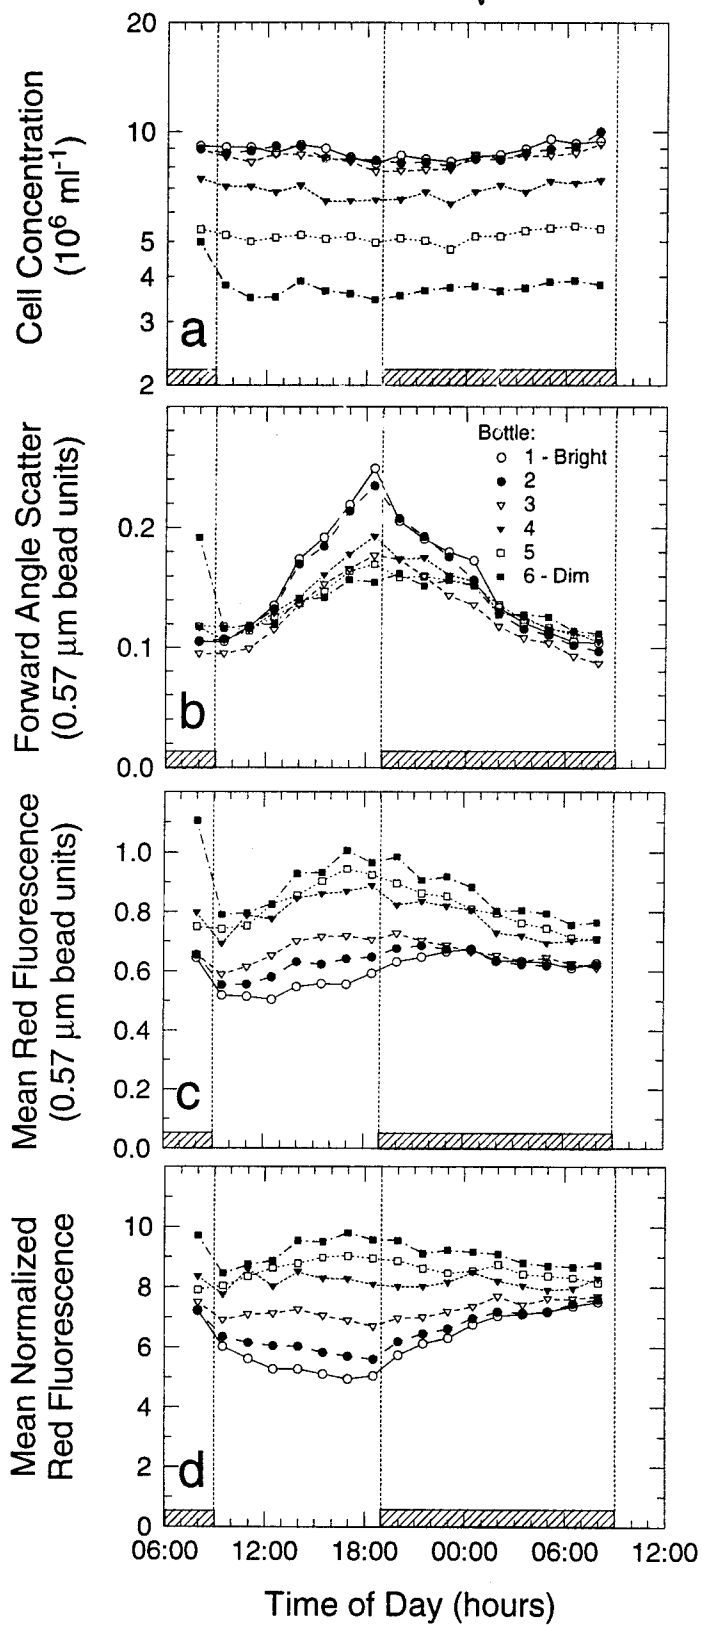 20
10
5
4
3
2
Cell Concentration
(10⁶ ml⁻¹)
a
0.2
0.1
0.0
Forward Angle Scatter
(0.57 μm bead units)
b
Bottle:
1 - Bright
2
3
4
5
6 - Dim
1.0
0.8
0.6
0.4
0.2
0.0
Mean Red Fluorescence
(0.57 μm bead units)
c
10
8
6
4
2
0
Mean Normalized
Red Fluorescence
d
06:00 12:00 18:00 00:00 06:00 12:00
Time of Day (hours)